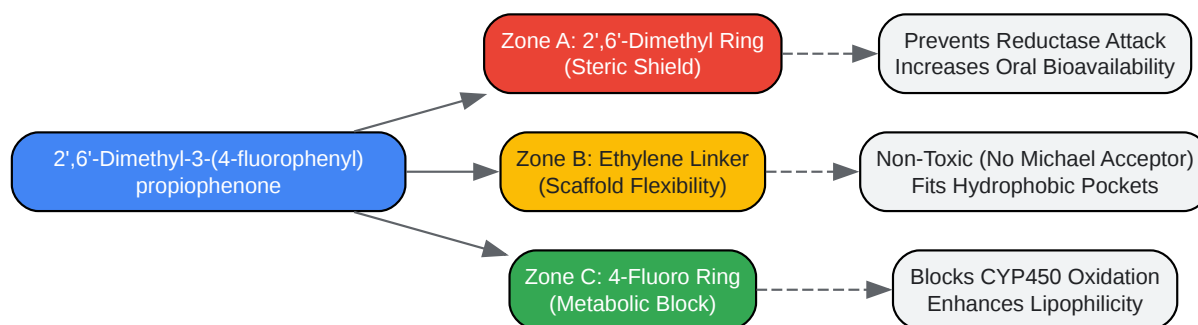 2',6'-Dimethyl-3-(4-fluorophenyl)
propiophenone
Zone A: 2',6'-Dimethyl Ring
(Steric Shield)
Prevents Reductase Attack
Increases Oral Bioavailability
Zone B: Ethylene Linker
(Scaffold Flexibility)
Non-Toxic (No Michael Acceptor)
Fits Hydrophobic Pockets
Zone C: 4-Fluoro Ring
(Metabolic Block)
Blocks CYP450 Oxidation
Enhances Lipophilicity